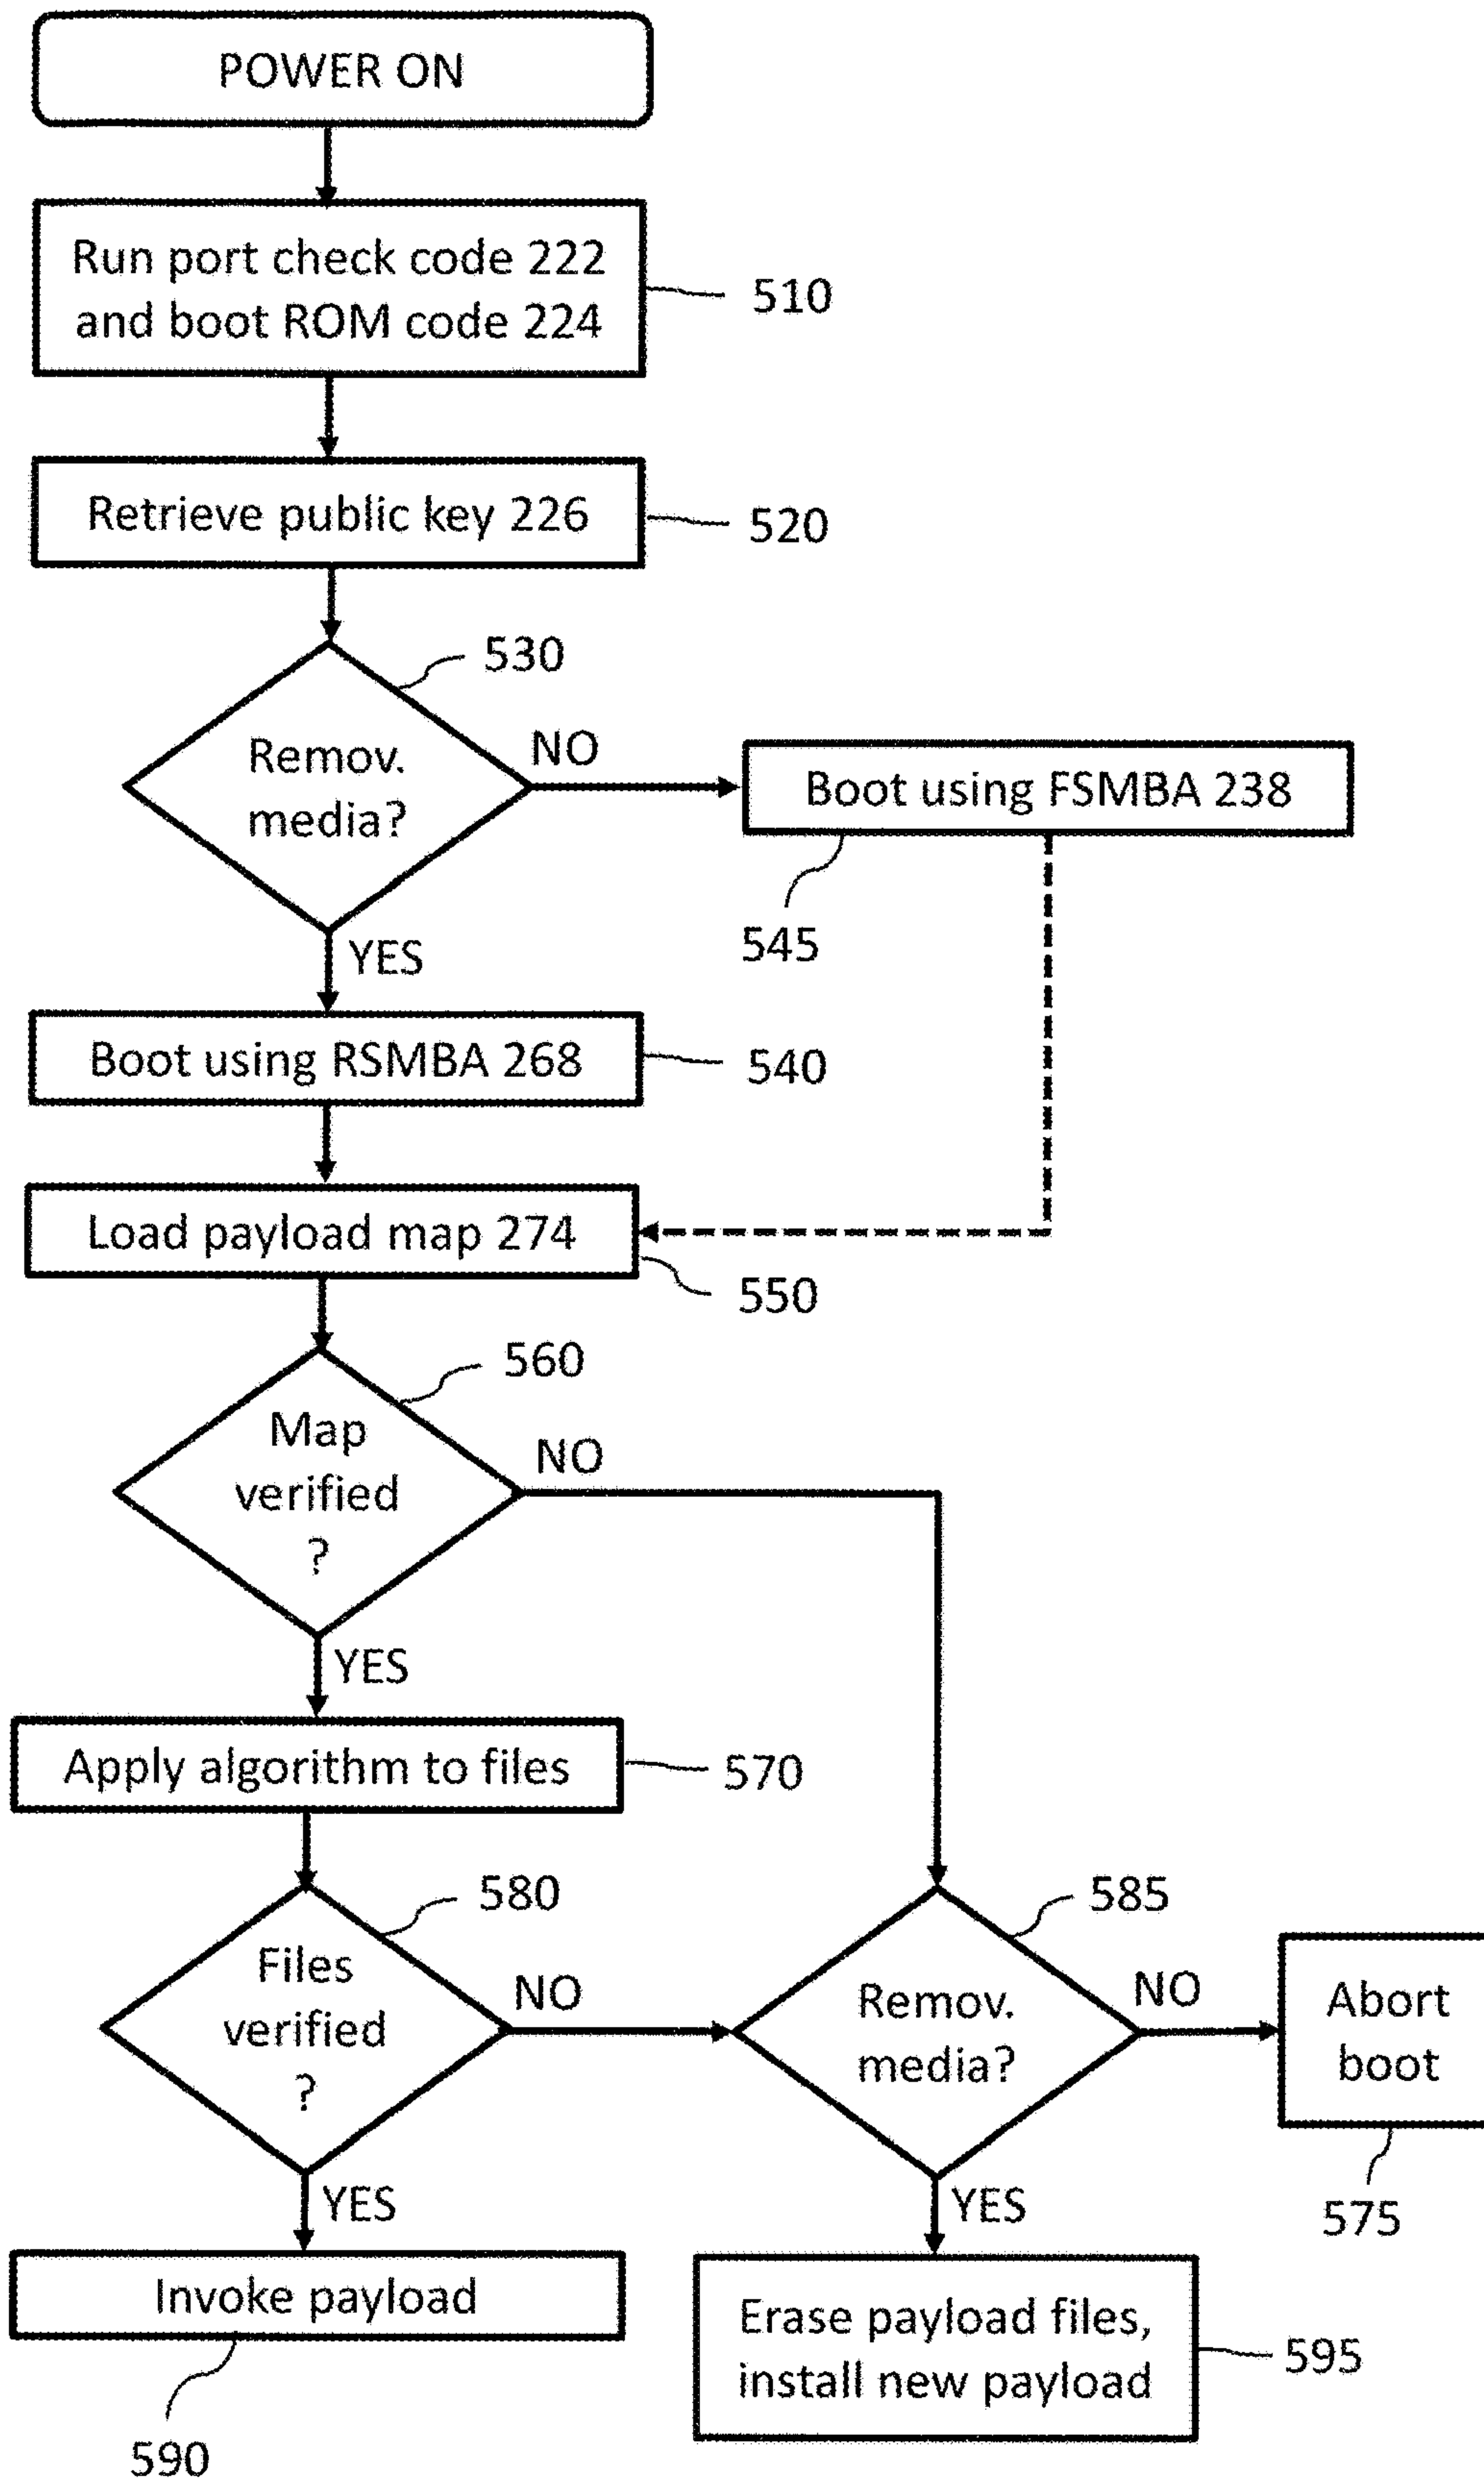 POWER ON
Run port check code 222
and boot ROM code 224
510
Retrieve public key 226
520
530
Remov.
media?
NO
Boot using FSMBA 238
545
YES
Boot using RSMBA 268
540
Load payload map 274
550
560
Map
verified
?
NO
YES
Apply algorithm to files
570
580
Files
verified
?
NO
585
Remov.
media?
NO
Abort
boot
575
YES
Invoke payload
590
YES
Erase payload files,
install new payload
595